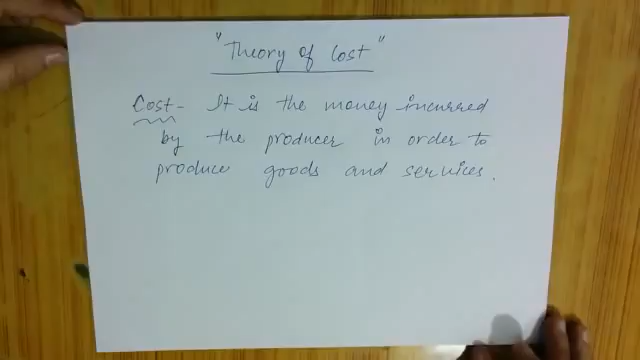 "Theory of Cost"
Cost - It is the money incurred
by the producer in order to
produce goods and services.